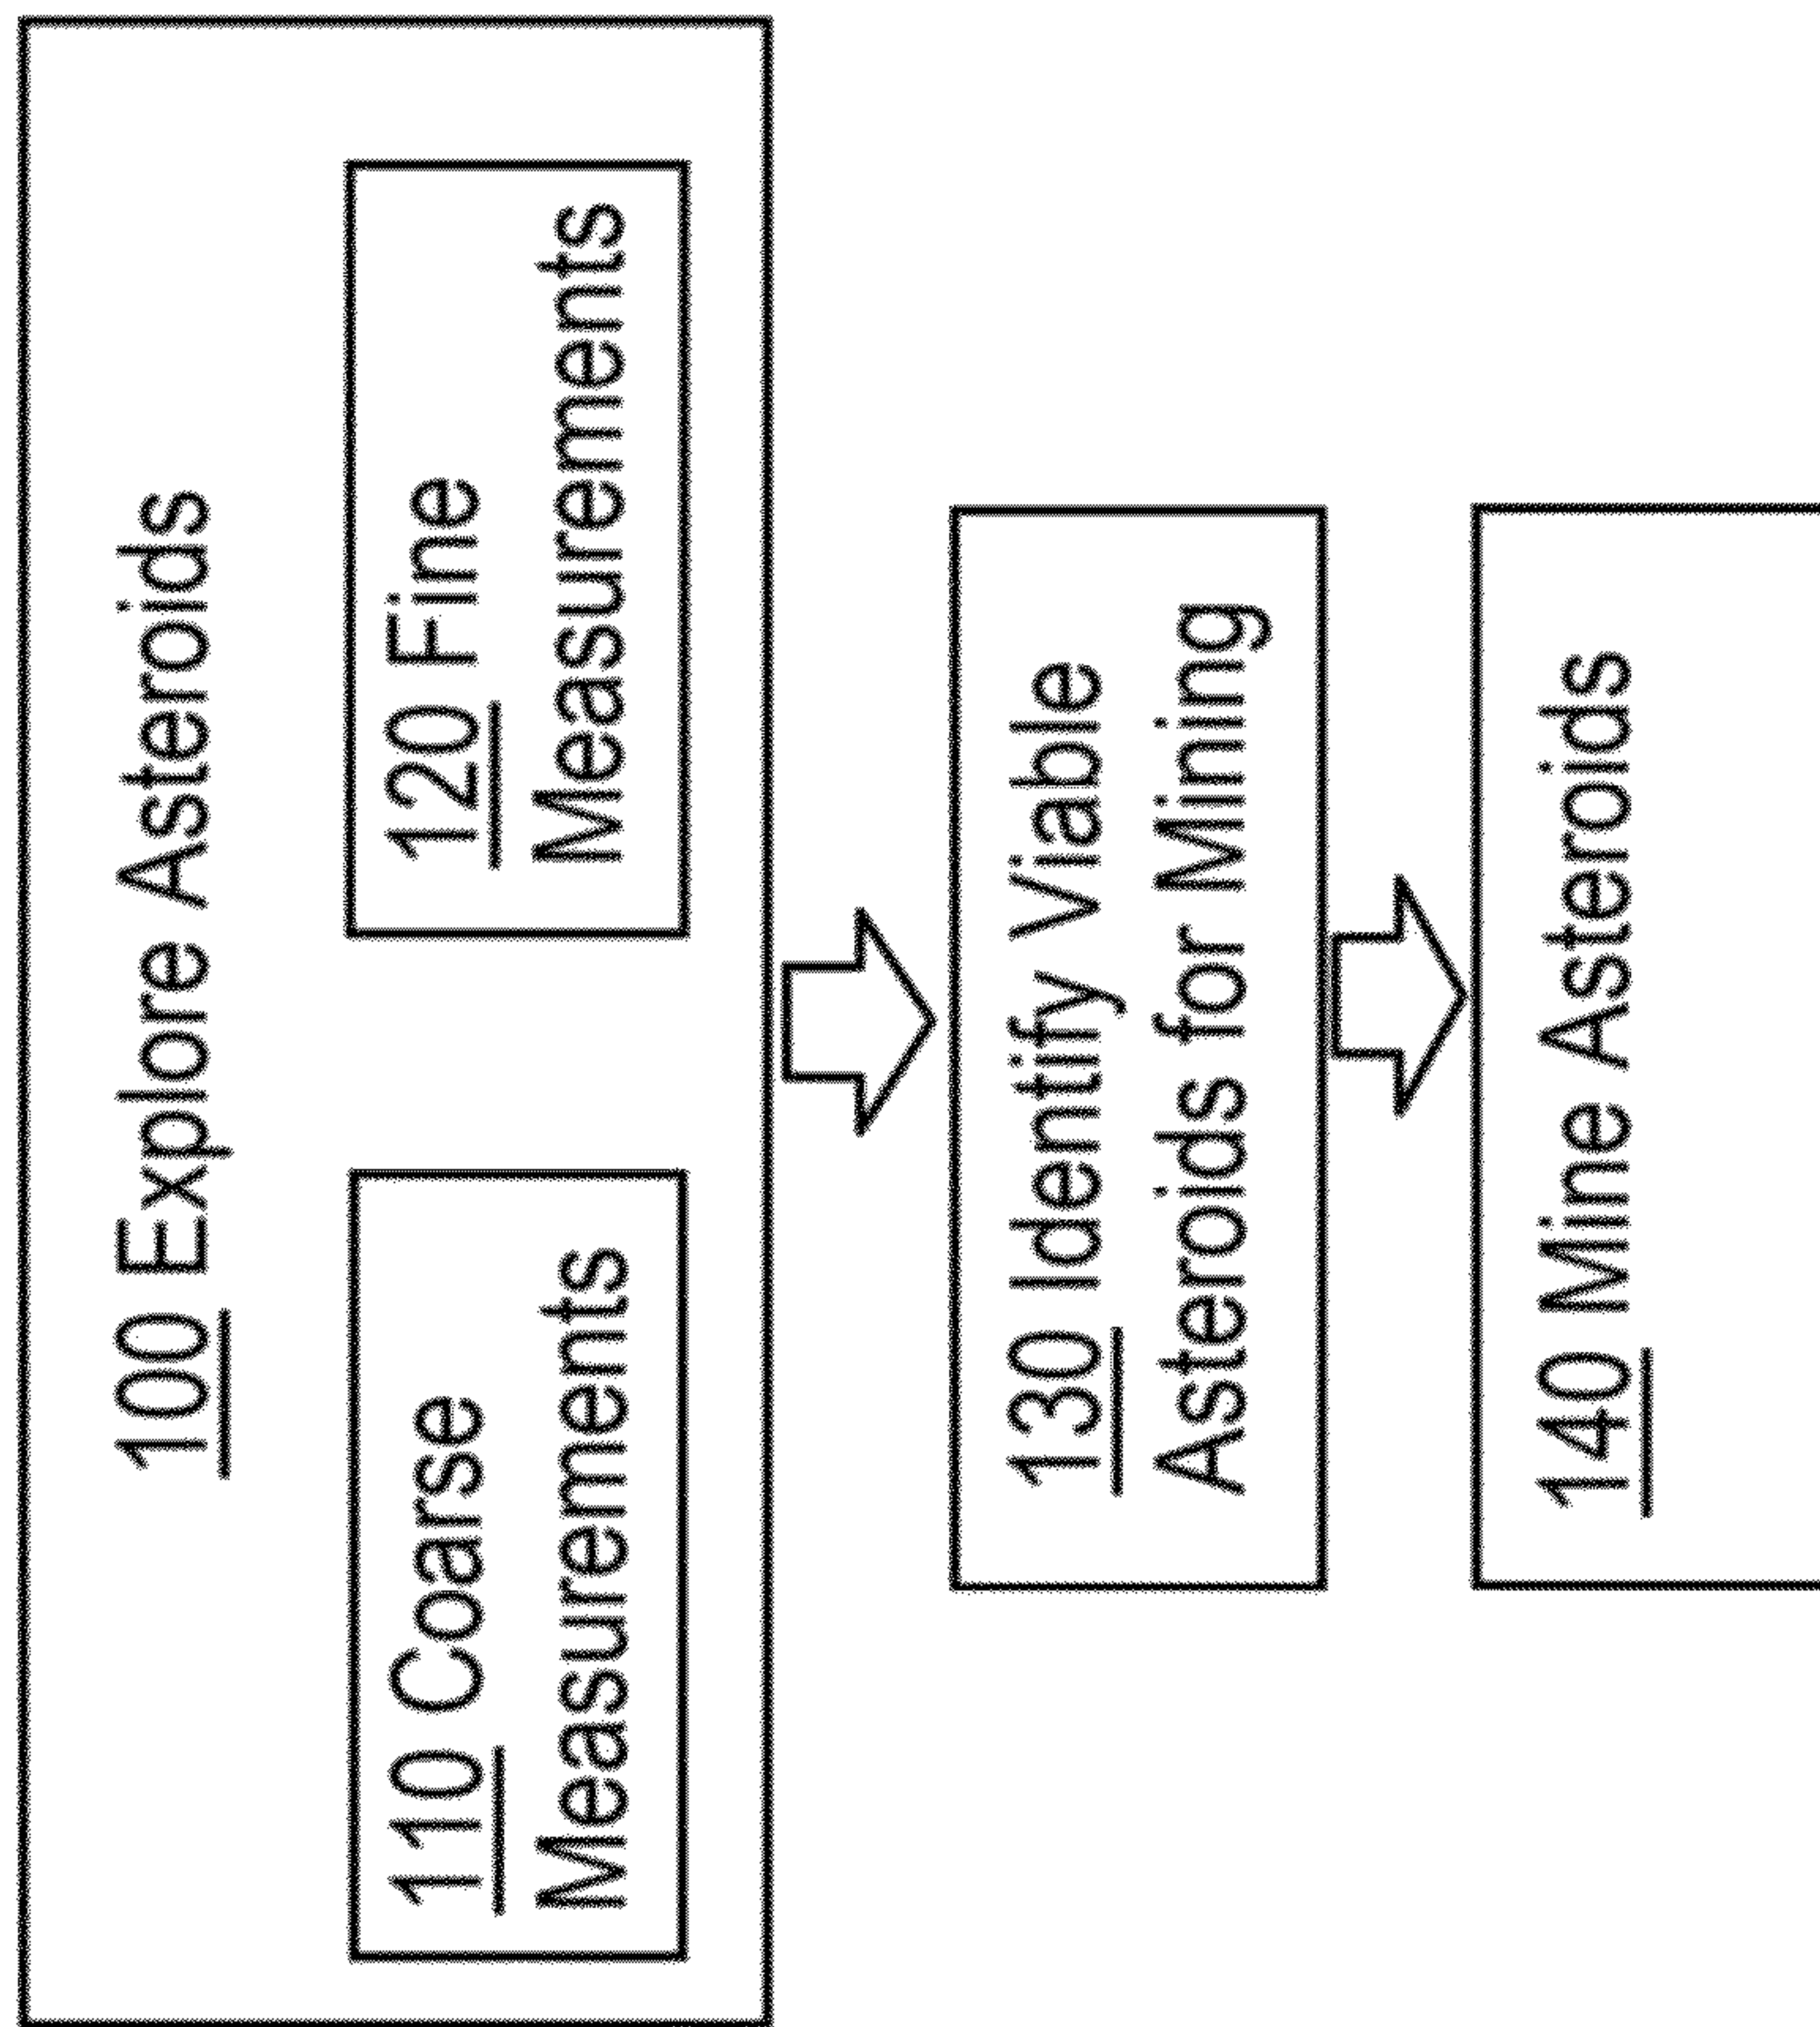 100 Explore Asteroids
110 Coarse
Measurements
120 Fine
Measurements
130 Identify Viable
Asteroids for Mining
140 Mine Asteroids